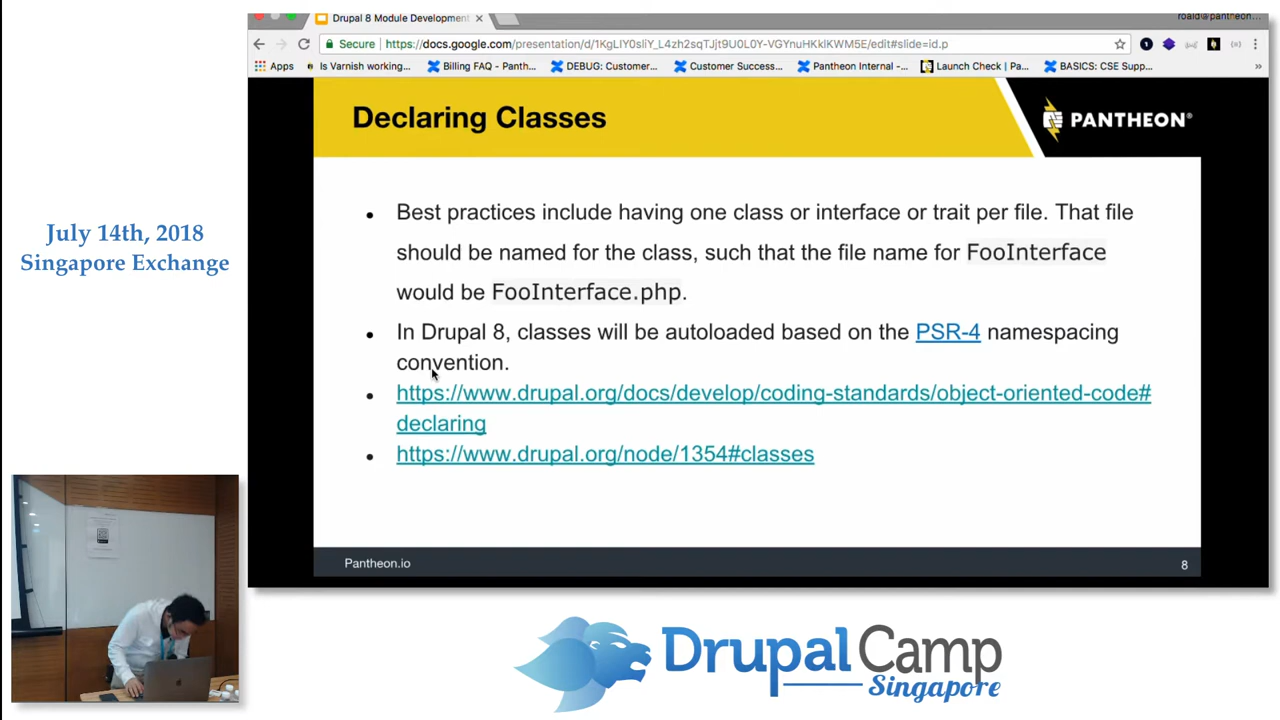 Drupal 8 Module Development
roald@pantheon...
Secure https://docs.google.com/presentation/d/1KgLIY0sliY_L4zh2sqTJjt9U0L0Y-VGYnuHKklKWM5E/edit#slide=id.p
Apps Is Varnish working... Billing FAQ - Panth... DEBUG: Customer... Customer Success... Pantheon Internal -... Launch Check | Pa... BASICS: CSE Supp... »
Declaring Classes
PANTHEON®
July 14th, 2018
Singapore Exchange
• Best practices include having one class or interface or trait per file. That file
should be named for the class, such that the file name for FooInterface
would be FooInterface.php.
• In Drupal 8, classes will be autoloaded based on the PSR-4 namespacing
convention.
• https://www.drupal.org/docs/develop/coding-standards/object-oriented-code#
declaring
• https://www.drupal.org/node/1354#classes
Pantheon.io
8
DrupalCamp
Singapore